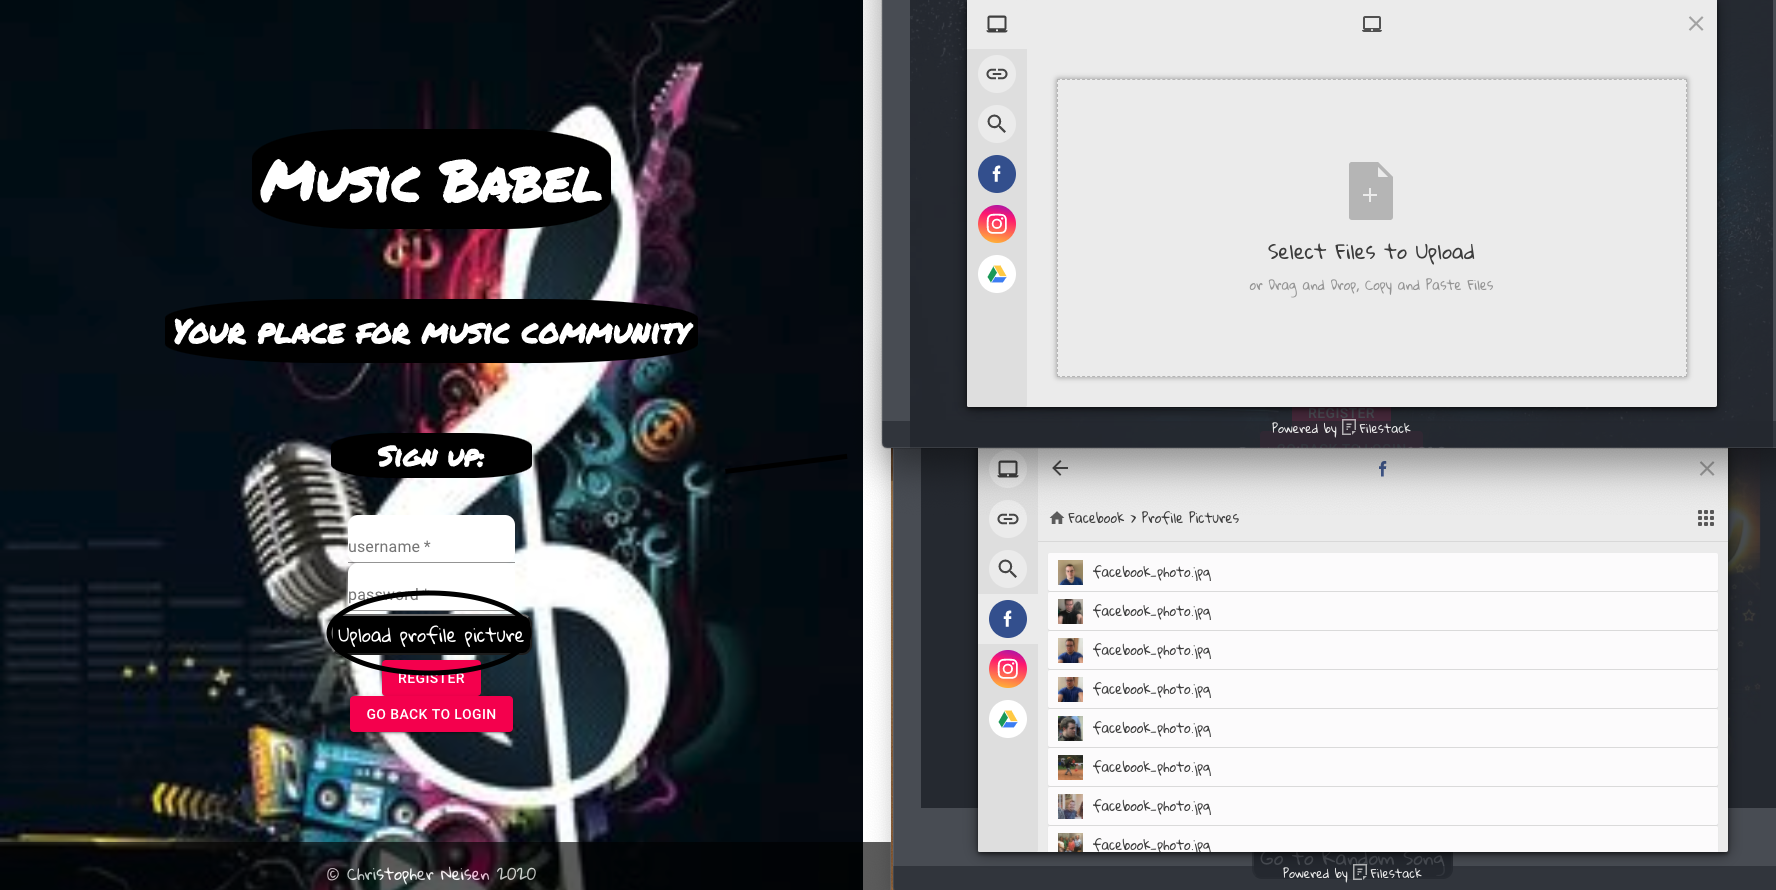 Music Babel
Your place for music community
Sign up:
username *
password *
Upload profile picture
REGISTER
GO BACK TO LOGIN
© Christopher Neisen 2020
Select Files to Upload
or Drag and Drop, Copy and Paste Files
REGISTER
Powered by Filestack
Facebook > Profile Pictures
facebook_photo.jpg
facebook_photo.jpg
facebook_photo.jpg
facebook_photo.jpg
facebook_photo.jpg
facebook_photo.jpg
facebook_photo.jpg
facebook_photo.jpg
Go to Random Song
Powered by Filestack